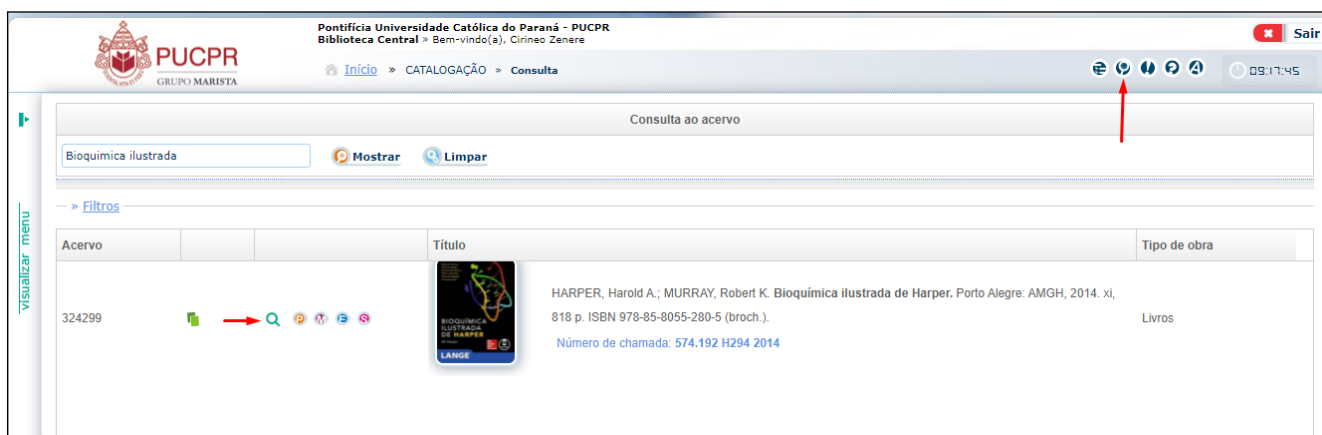 Pontifícia Universidade Católica do Paraná - PUCPR
Biblioteca Central » Bem-vindo(a), Cirineo Zenere
Sair
PUCPR
GRUPO MARISTA
Início » CATALOGAÇÃO » Consulta
09:17:45
Consulta ao acervo
Bioquimica ilustrada Mostrar Limpar
» Filtros
visualizar menu
Acervo Título Tipo de obra
BIOQUÍMICA
ILUSTRADA
DE HARPER
LANGE
324299
HARPER, Harold A.; MURRAY, Robert K. Bioquímica ilustrada de Harper. Porto Alegre: AMGH, 2014. xi,
818 p. ISBN 978-85-8055-280-5 (broch.).
Livros
Número de chamada: 574.192 H294 2014